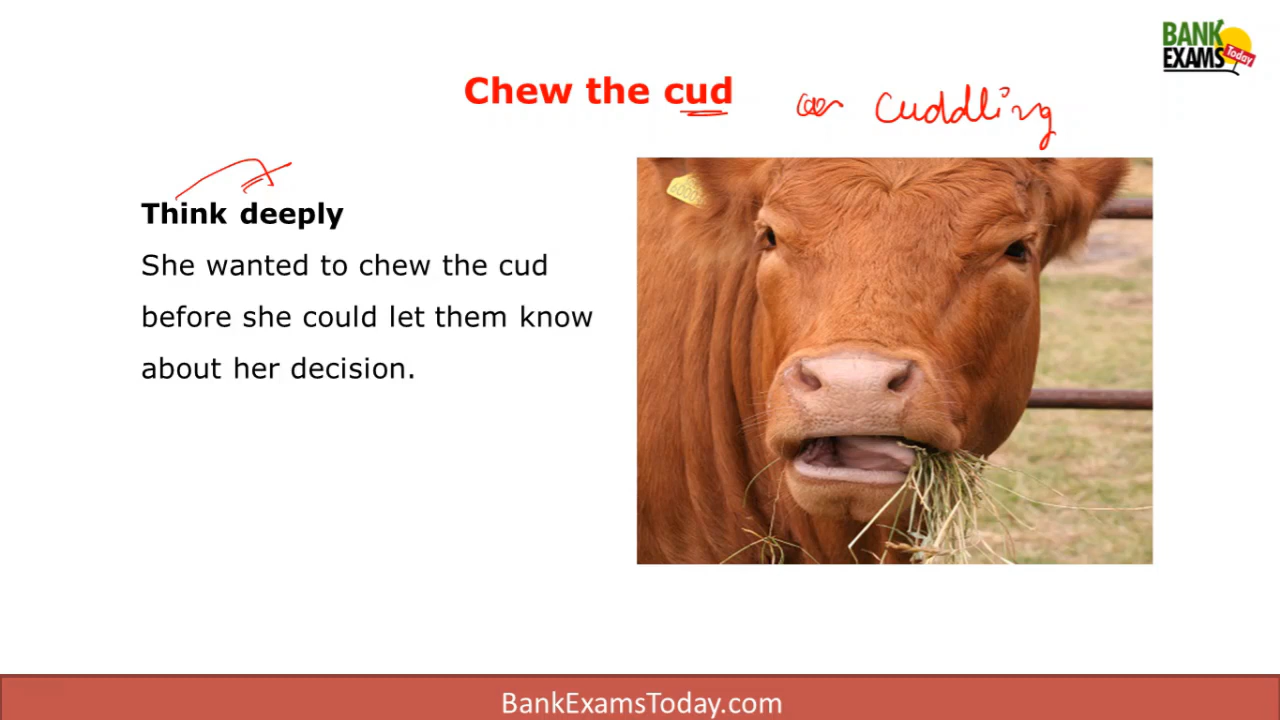 BANK
EXAMS
Today
Chew the cud
cuddling
Think deeply
She wanted to chew the cud
before she could let them know
about her decision.
BankExamsToday.com